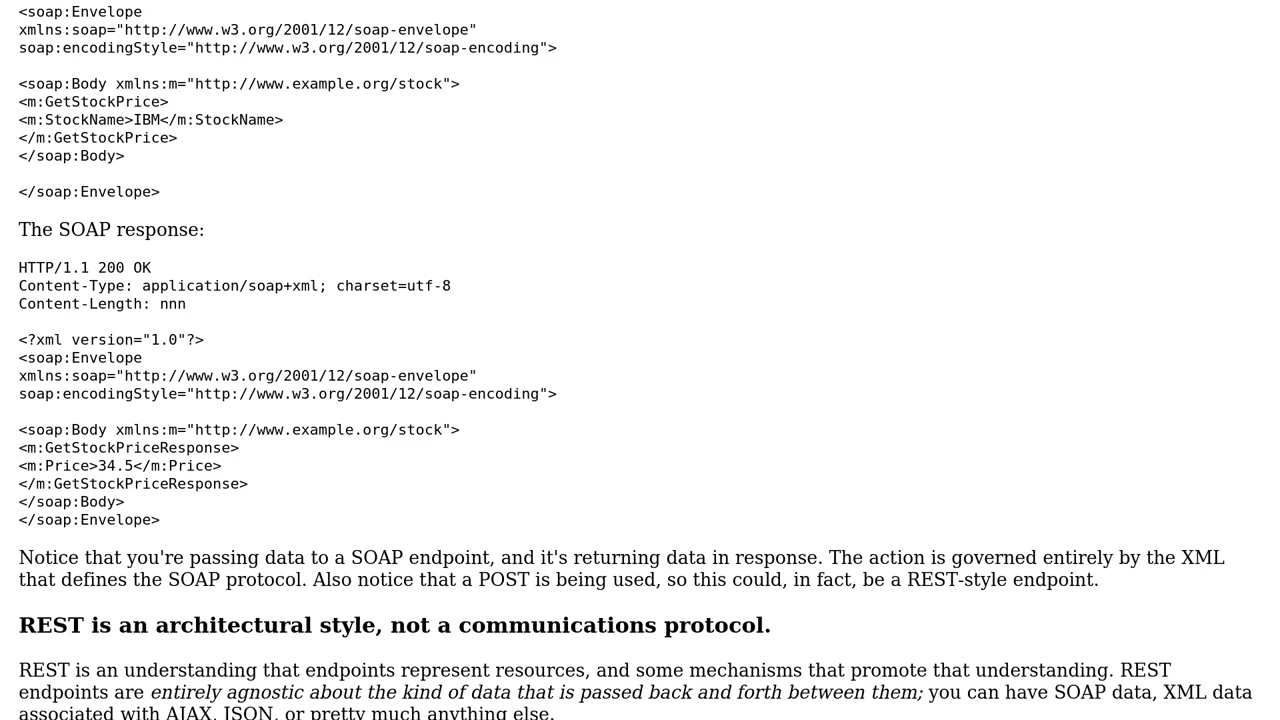 <soap:Envelope
xmlns:soap="http://www.w3.org/2001/12/soap-envelope"
soap:encodingStyle="http://www.w3.org/2001/12/soap-encoding">
<soap:Body xmlns:m="http://www.example.org/stock">
<m:GetStockPrice>
<m:StockName>IBM</m:StockName>
</m:GetStockPrice>
</soap:Body>
</soap:Envelope>
The SOAP response:
HTTP/1.1 200 OK
Content-Type: application/soap+xml; charset=utf-8
Content-Length: nnn
<?xml version="1.0"?>
<soap:Envelope
xmlns:soap="http://www.w3.org/2001/12/soap-envelope"
soap:encodingStyle="http://www.w3.org/2001/12/soap-encoding">
<soap:Body xmlns:m="http://www.example.org/stock">
<m:GetStockPriceResponse>
<m:Price>34.5</m:Price>
</m:GetStockPriceResponse>
</soap:Body>
</soap:Envelope>
Notice that you're passing data to a SOAP endpoint, and it's returning data in response. The action is governed entirely by the XML
that defines the SOAP protocol. Also notice that a POST is being used, so this could, in fact, be a REST-style endpoint.
REST is an architectural style, not a communications protocol.
REST is an understanding that endpoints represent resources, and some mechanisms that promote that understanding. REST
endpoints are entirely agnostic about the kind of data that is passed back and forth between them; you can have SOAP data, XML data
associated with AJAX, JSON, or pretty much anything else.